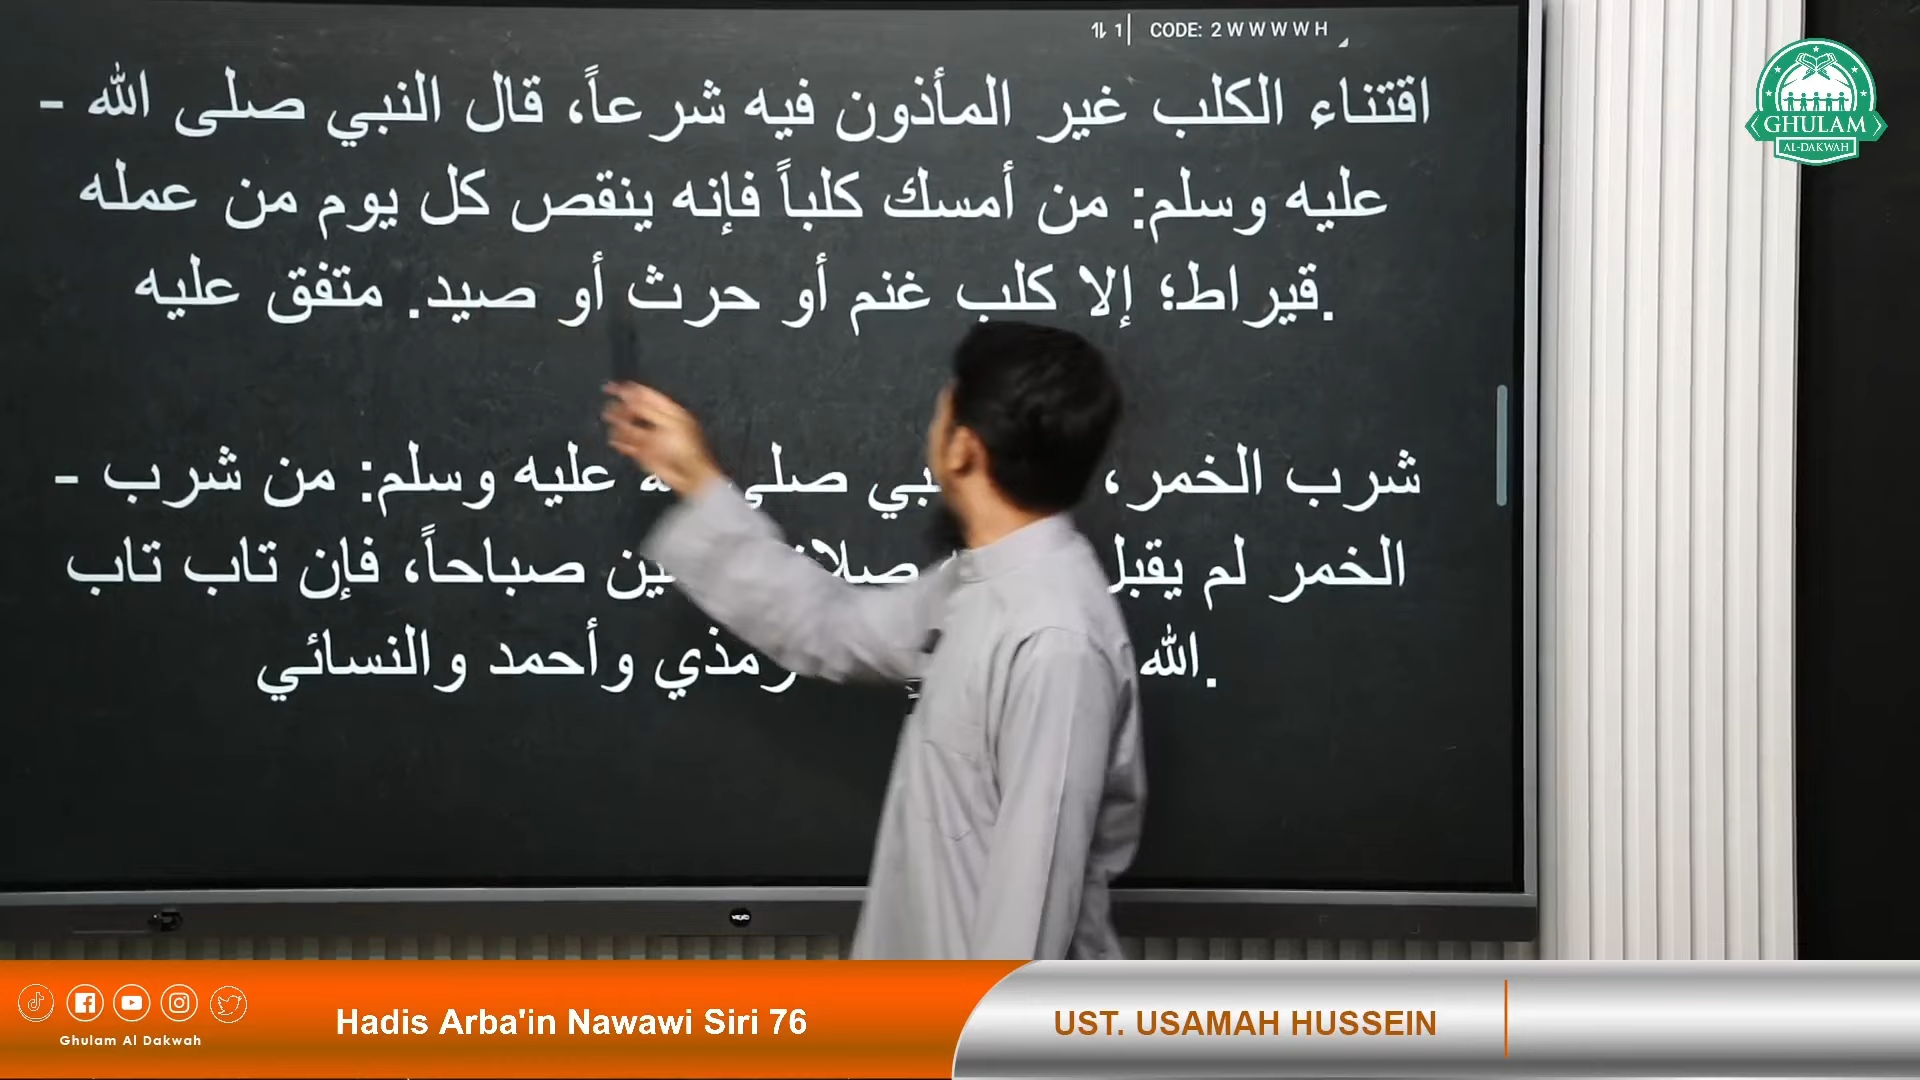 CODE: 2 W W W W H
GHULAM
AL-DAKWAH
اقتناء الكلب غير المأذون فيه شرعاً، قال النبي صلى الله -
عليه وسلم: من أمسك كلباً فإنه ينقص كل يوم من عمله
قيراط؛ إلا كلب غنم أو حرث أو صيد. متفق عليه.
شرب الخمر، صلى عليه وسلم: من شرب -
الخمر لم يقبل صباحاً، فإن تاب تاب
الله وأحمد والنسائي.
Ghulam Al Dakwah
Hadis Arba'in Nawawi Siri 76
UST. USAMAH HUSSEIN